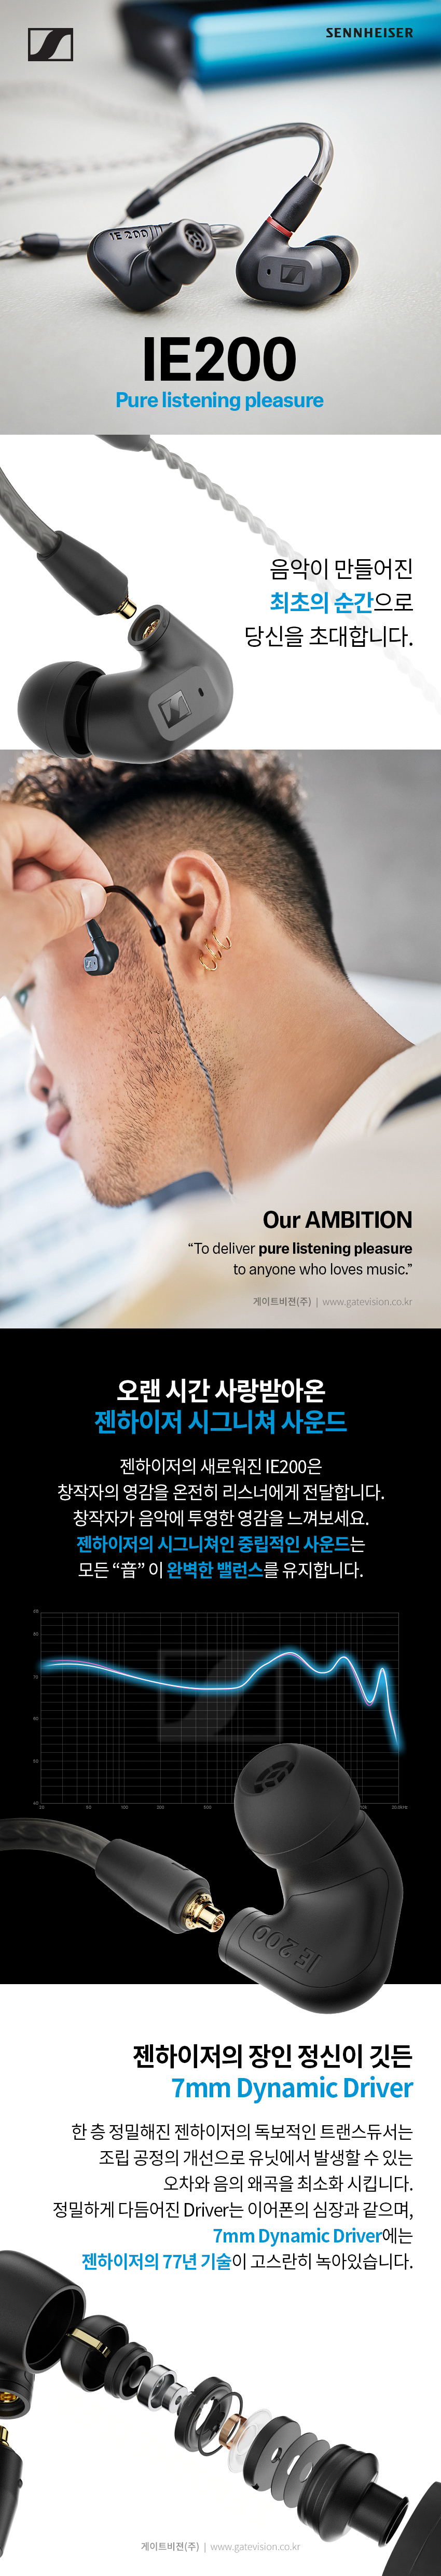 SENNHEISER
IE 200
IE200
Pure listening pleasure
음악이 만들어진
최초의 순간으로
당신을 초대합니다.
Our AMBITION
“To deliver pure listening pleasure
to anyone who loves music.”
게이트비젼(주) | www.gatevision.co.kr
오랜 시간 사랑받아온
젠하이저 시그니쳐 사운드
젠하이저의 새로워진 IE200은
창작자의 영감을 온전히 리스너에게 전달합니다.
창작자가 음악에 투영한 영감을 느껴보세요.
젠하이저의 시그니쳐인 중립적인 사운드는
모든 “音” 이 완벽한 밸런스를 유지합니다.
80
70
60
50
40
20 50 100 200 500
IE 200
젠하이저의 장인 정신이 깃든
7mm Dynamic Driver
한 층 정밀해진 젠하이저의 독보적인 트랜스듀서는
조립 공정의 개선으로 유닛에서 발생할 수 있는
오차와 음의 왜곡을 최소화 시킵니다.
정밀하게 다듬어진 Driver는 이어폰의 심장과 같으며,
7mm Dynamic Driver에는
젠하이저의 77년 기술이 고스란히 녹아있습니다.
게이트비젼(주) | www.gatevision.co.kr